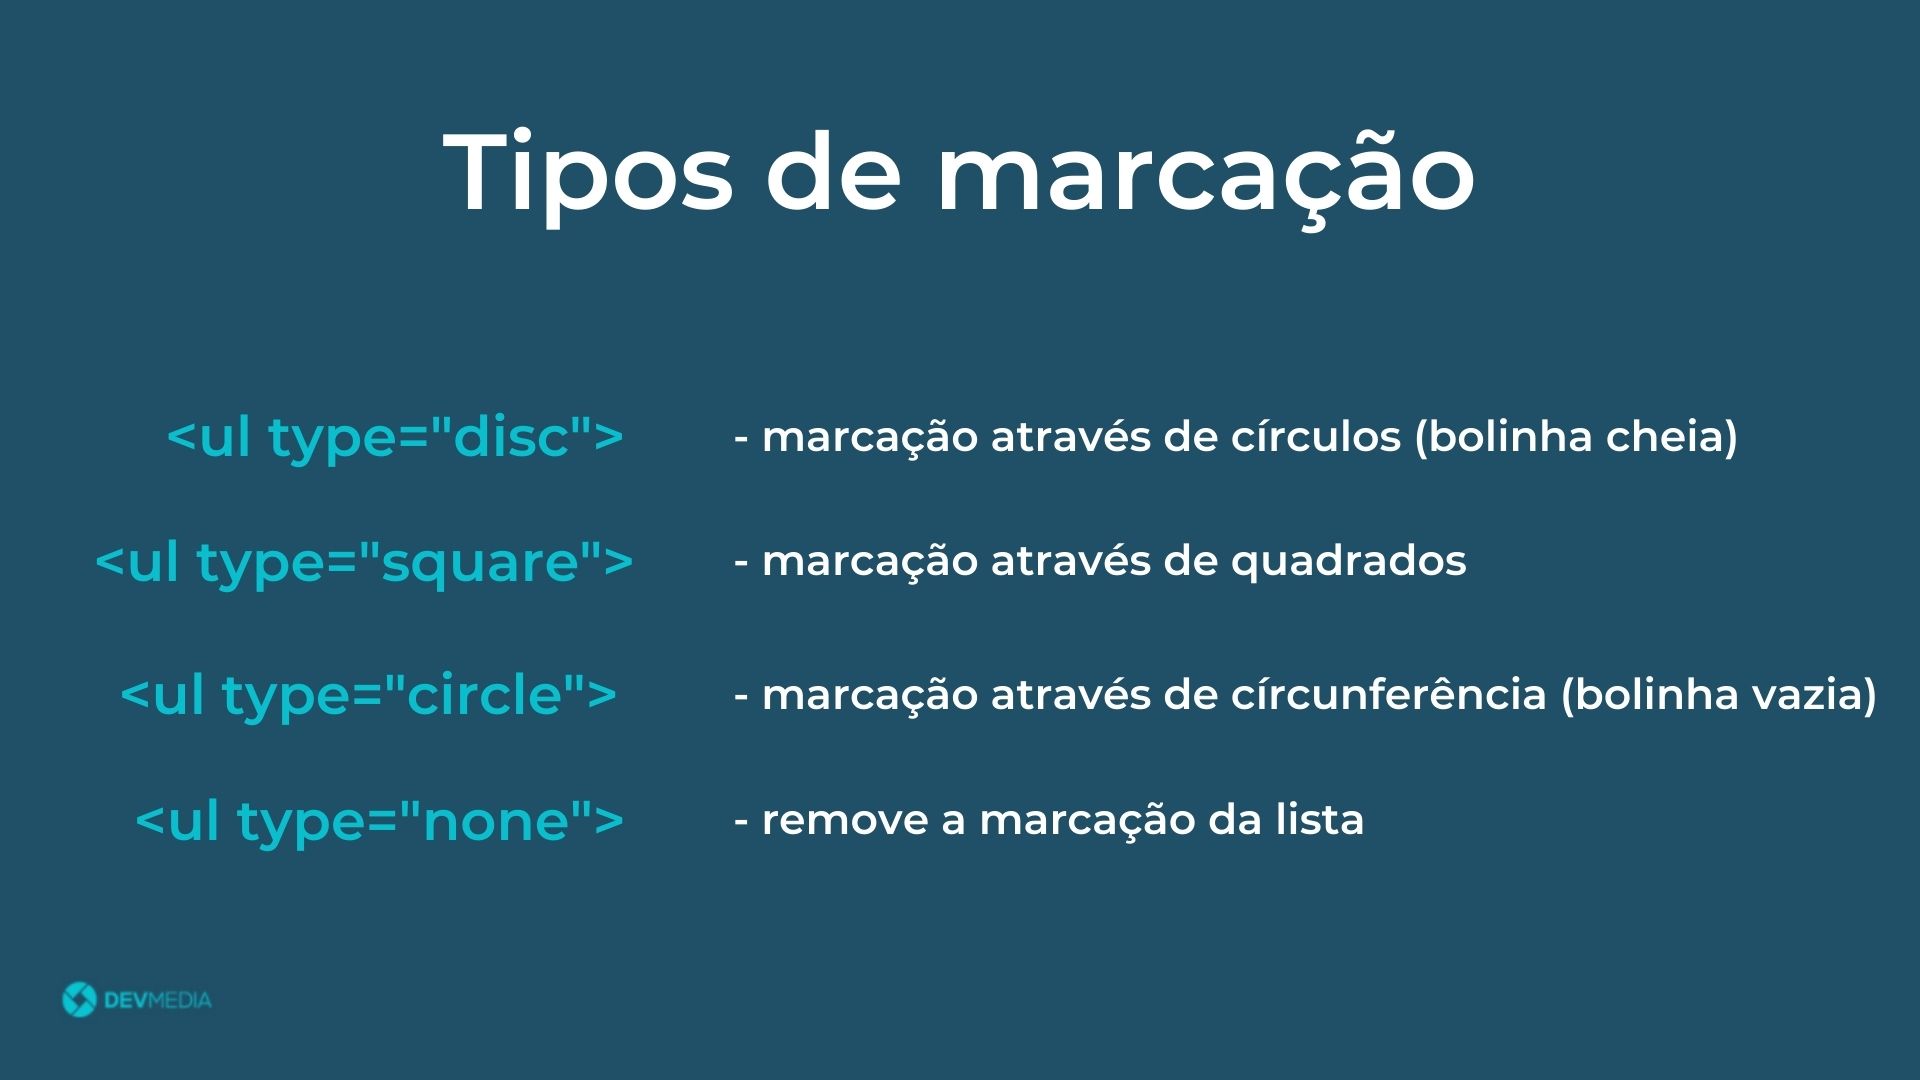 Tipos de marcação
<ul type="disc"> - marcação através de círculos (bolinha cheia)
<ul type="square"> - marcação através de quadrados
<ul type="circle"> - marcação através de círcunferência (bolinha vazia)
<ul type="none"> - remove a marcação da lista
DEVMEDIA